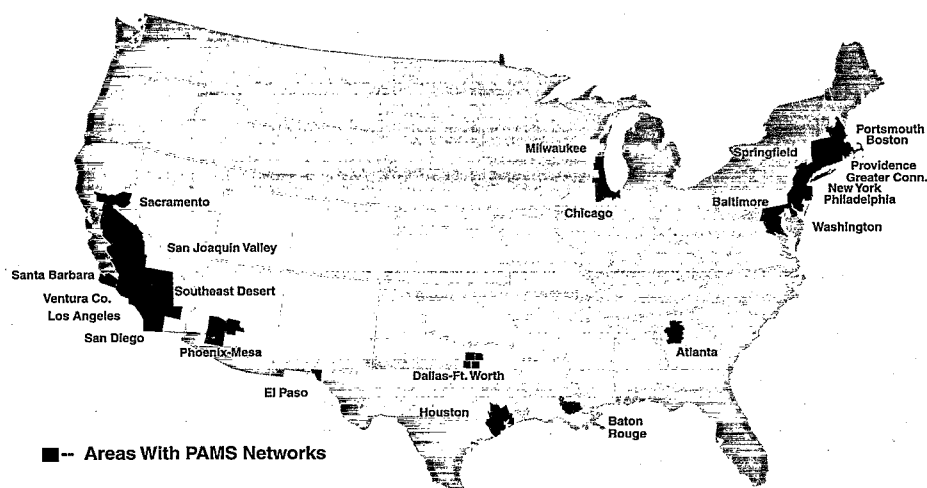 Portsmouth
Boston
Milwaukee
Springfield
Providence
Greater Conn.
New York
Philadelphia
Sacramento
Baltimore
Chicago
Washington
San Joaquin Valley
Santa Barbara
Southeast Desert
Ventura Co.
Los Angeles
San Diego
Phoenix-Mesa
Atlanta
Dallas-Ft. Worth
El Paso
Houston
Baton
Rouge
-- Areas With PAMS Networks